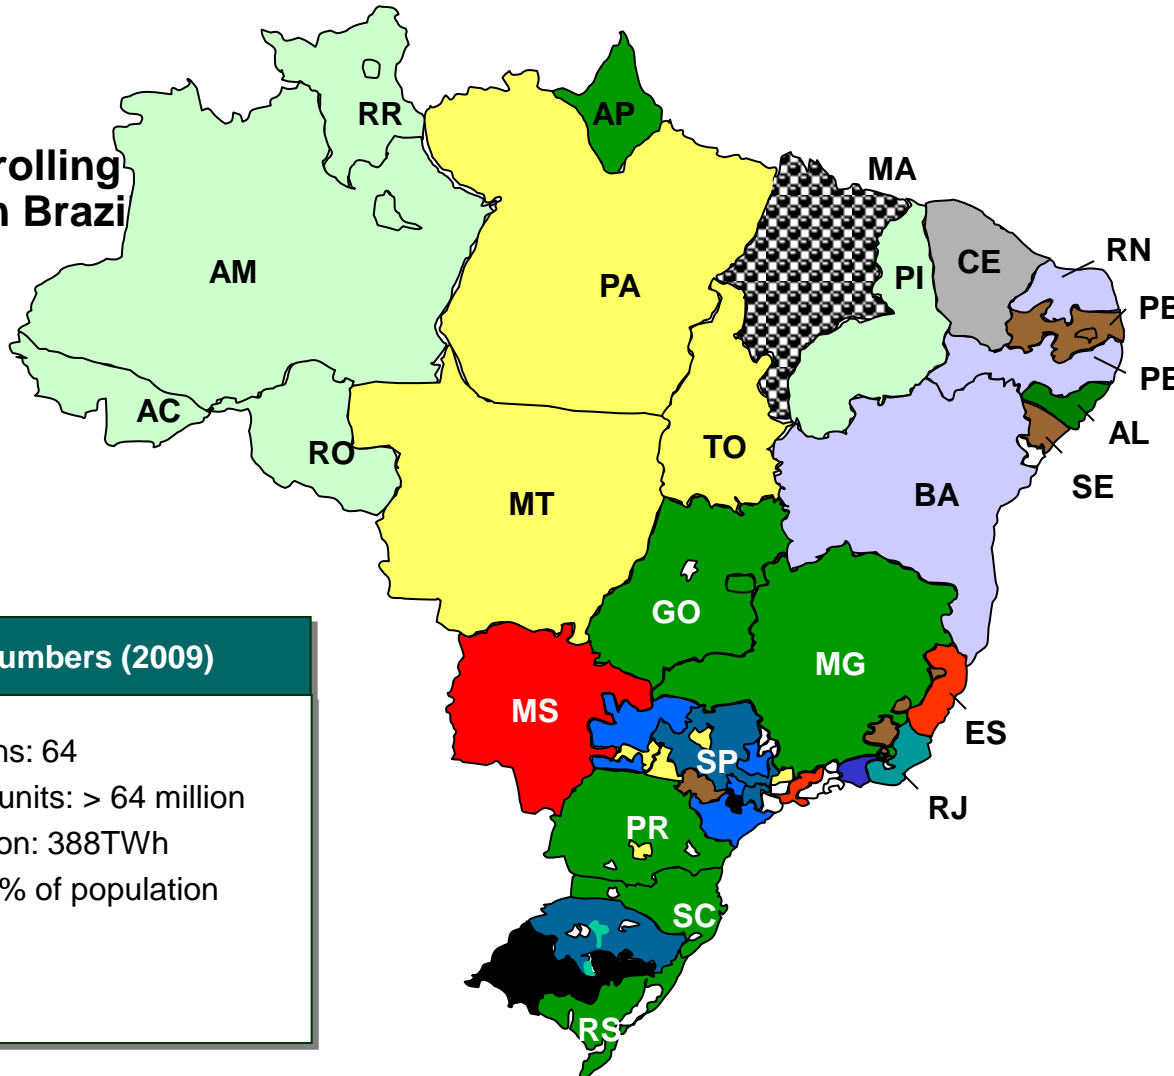 rolling
n Brazi
RR
AP
MA
AM
PA
PI
CE
RN
PB
PE
AC
RO
TO
MT
BA
AL
SE
GO
MG
MS
ES
SP
RJ
PR
SC
RS
umbers (2009)
ns: 64
units: > 64 million
on: 388TWh
% of population